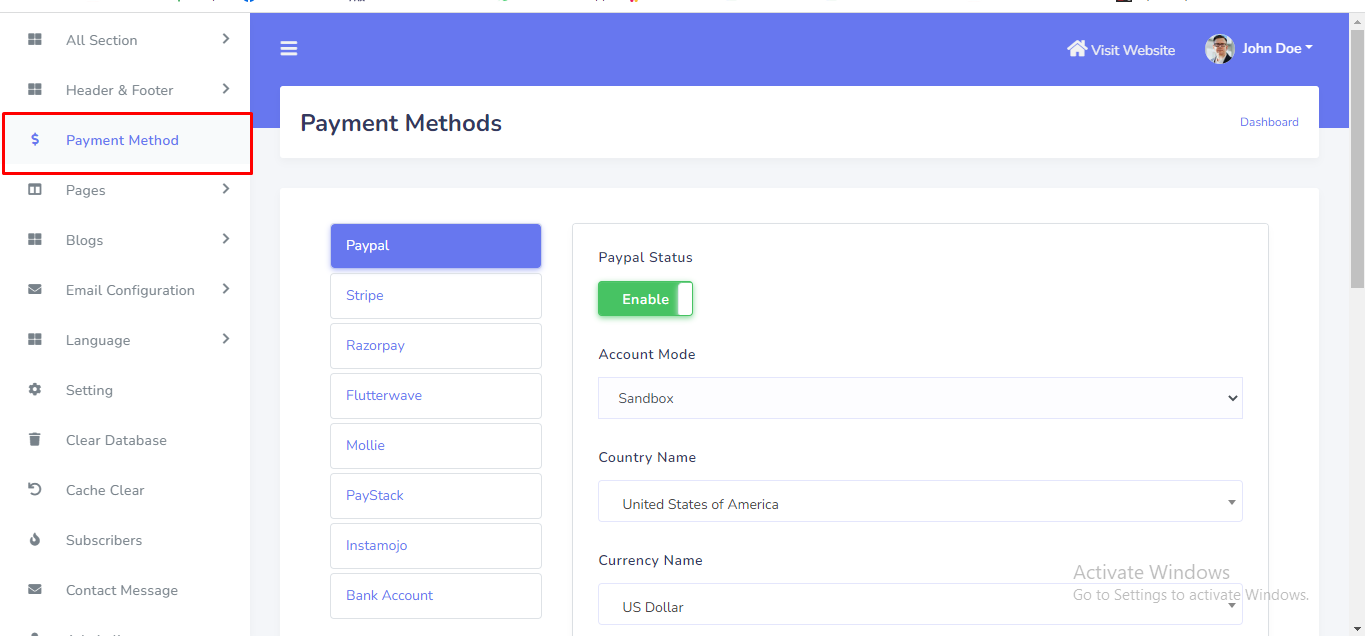 All Section
Header & Footer
Payment Method
Pages
Blogs
Email Configuration
Language
Setting
Clear Database
Cache Clear
Subscribers
Contact Message
Visit Website
John Doe
Payment Methods
Dashboard
Paypal
Stripe
Razorpay
Flutterwave
Mollie
PayStack
Instamojo
Bank Account
Paypal Status
Enable
Account Mode
Sandbox
Country Name
United States of America
Currency Name
US Dollar
Activate Windows
Go to Settings to activate Windows.